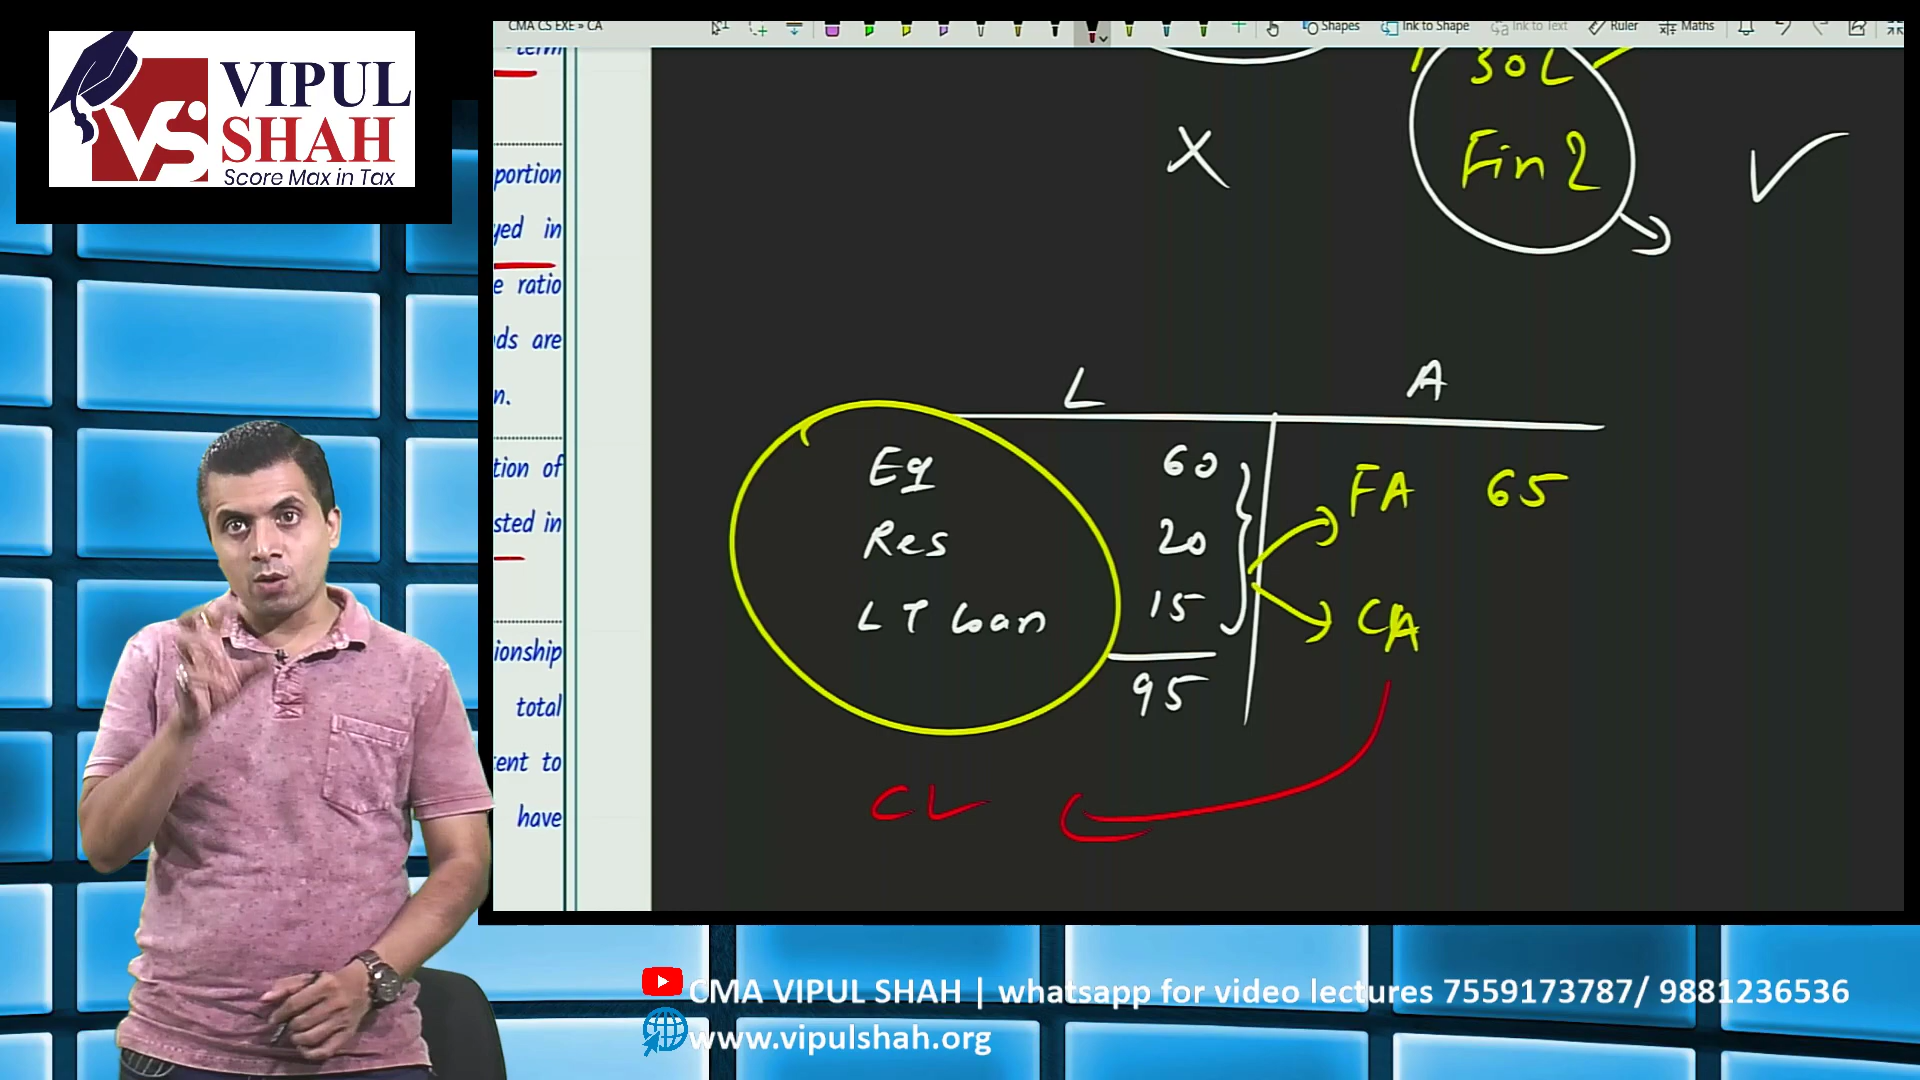 VIPUL
SHAH
VS
Score Max in Tax
CMA CS EXE » CA
Shapes
Ink to Shape
Ink to Text
Ruler
Maths
-term
portion
yed in
e ratio
ds are
n.
tion of
sted in
ionship
total
ent to
have
30L
Fin 2
X
L A
Eq 60 FA 65
Res 20
LT Loan 15 CA
95
CL
CMA VIPUL SHAH | whatsapp for video lectures 7559173787/ 9881236536
www.vipulshah.org